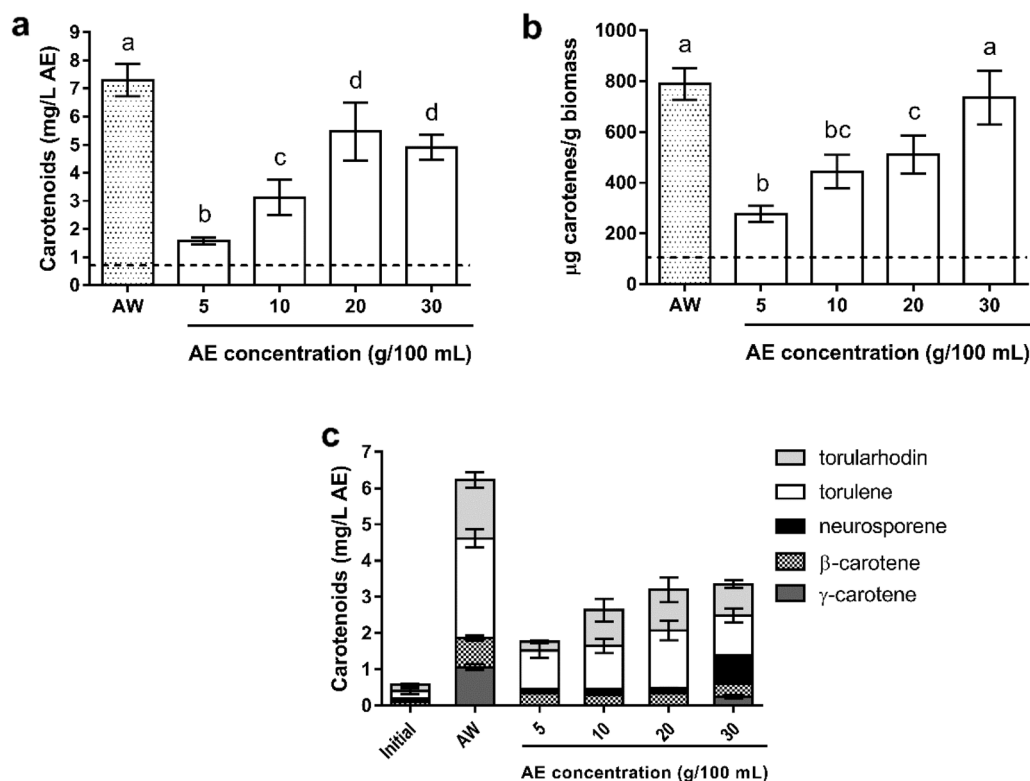 a
Carotenoids (mg/L AE)
9
8
7
6
5
4
3
2
1
0
a
b
c
d
d
AW 5 10 20 30
AE concentration (g/100 mL)
b
µg carotenes/g biomass
1000
800
600
400
200
0
a
b
bc
c
a
AW 5 10 20 30
AE concentration (g/100 mL)
c
Carotenoids (mg/L AE)
7
6
5
4
3
2
1
0
Initial AW 5 10 20 30
AE concentration (g/100 mL)
torularhodin
torulene
neurosporene
β-carotene
γ-carotene